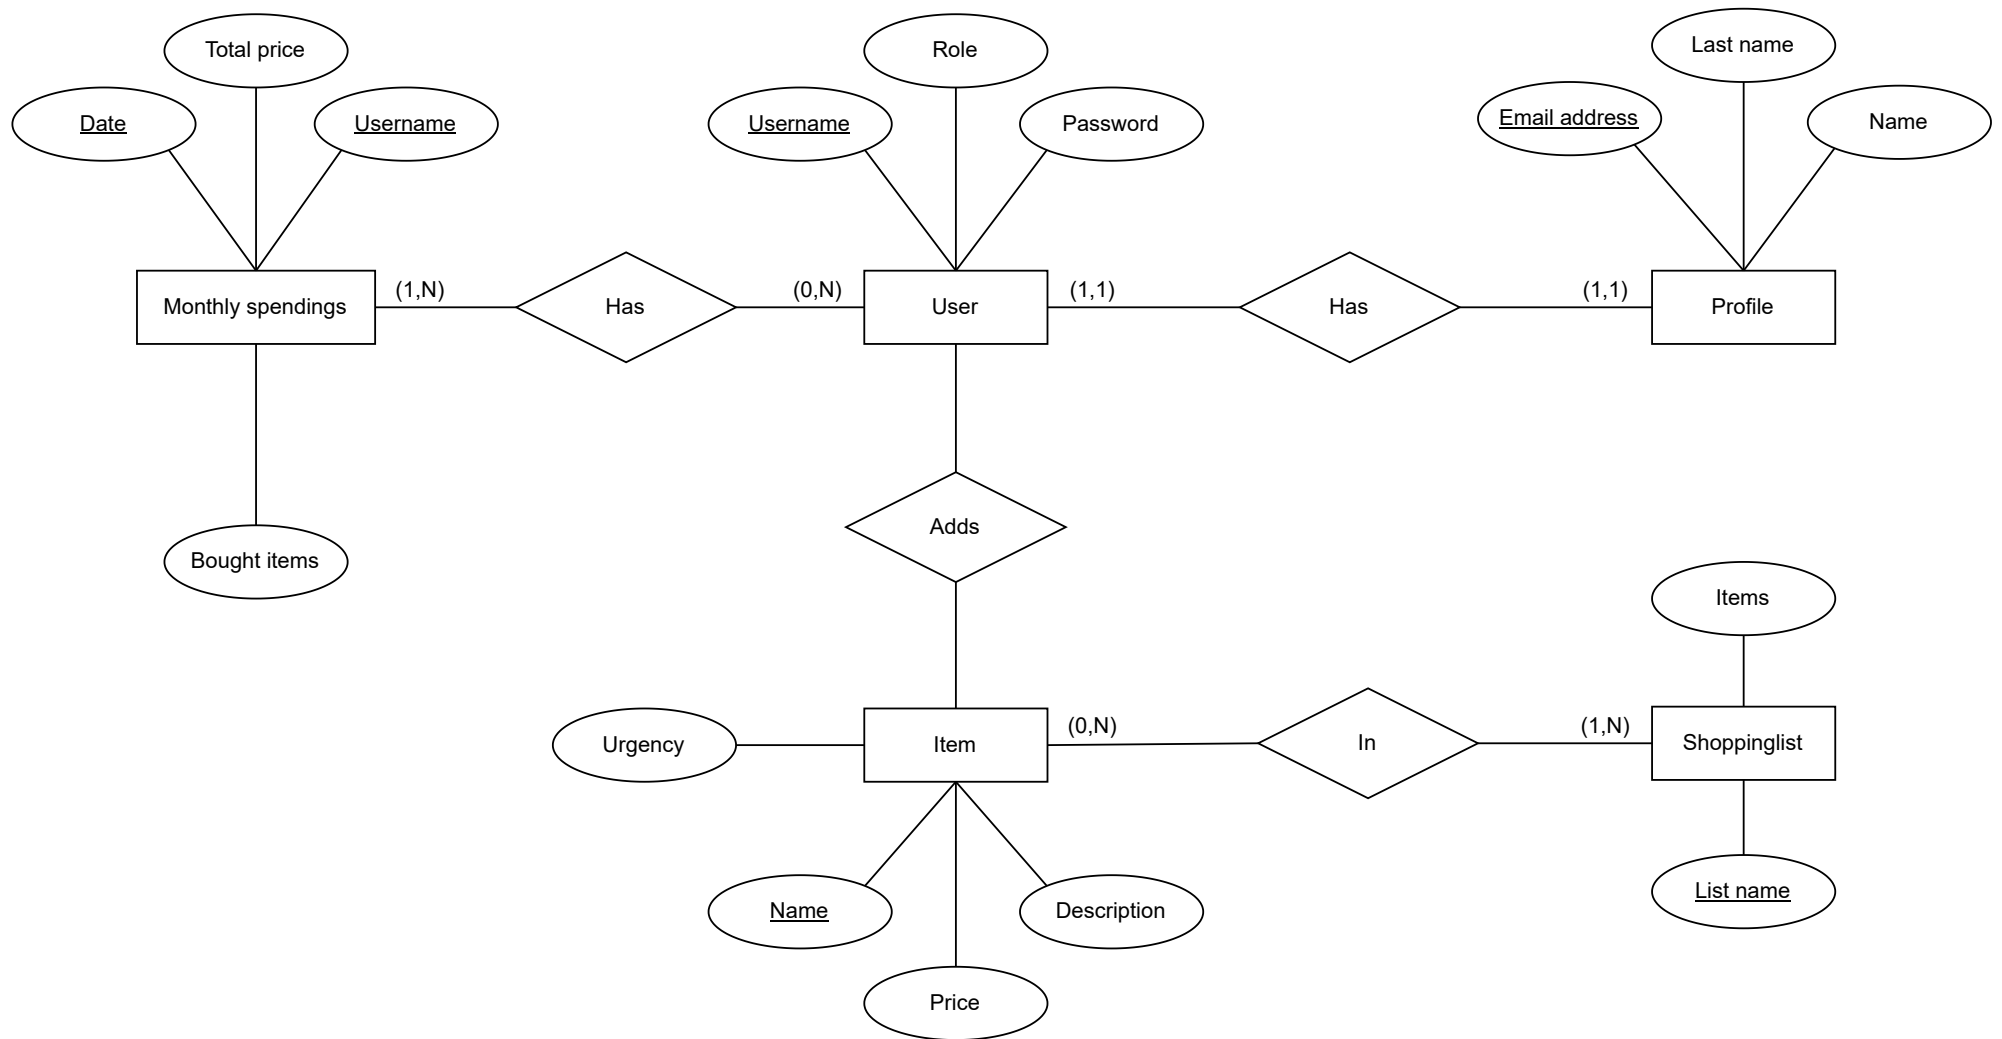 Total price
Role
Last name
Date
Username
Username
Password
Email address
Name
(1,N)
(0,N)
(1,1)
(1,1)
Monthly spendings
Has
User
Has
Profile
Adds
Bought items
Items
(0,N)
(1,N)
Urgency
Item
In
Shoppinglist
Name
Description
List name
Price